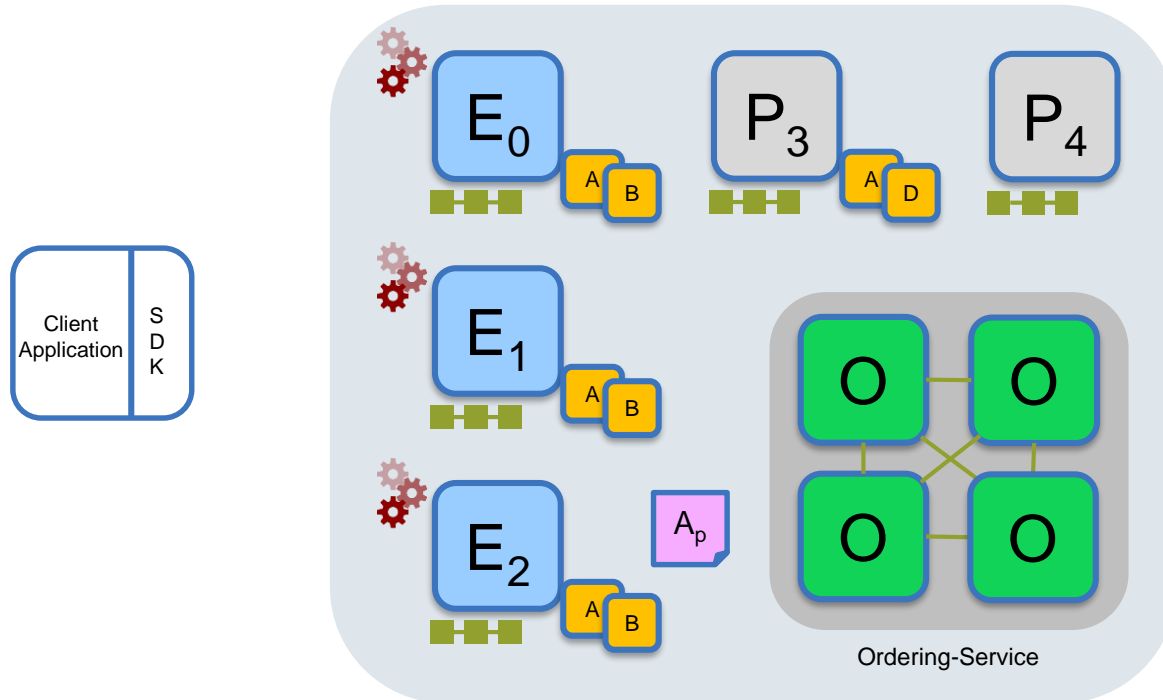 E0
A
B
P3
A
D
P4
Client
Application
S
D
K
E1
A
B
O
O
E2
A
B
Ap
O
O
Ordering-Service